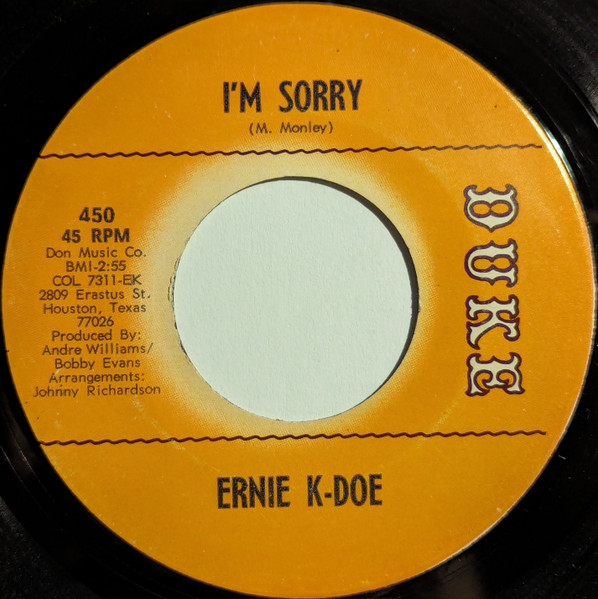 I'M SORRY
(M. Monley)
450
45 RPM
Don Music Co.
BMI-2:55
COL 7311-EK
2809 Erastus St.
Houston, Texas
77026
Produced By:
Andre Williams/
Bobby Evans
Arrangements:
Johnny Richardson
DUKE
ERNIE K-DOE